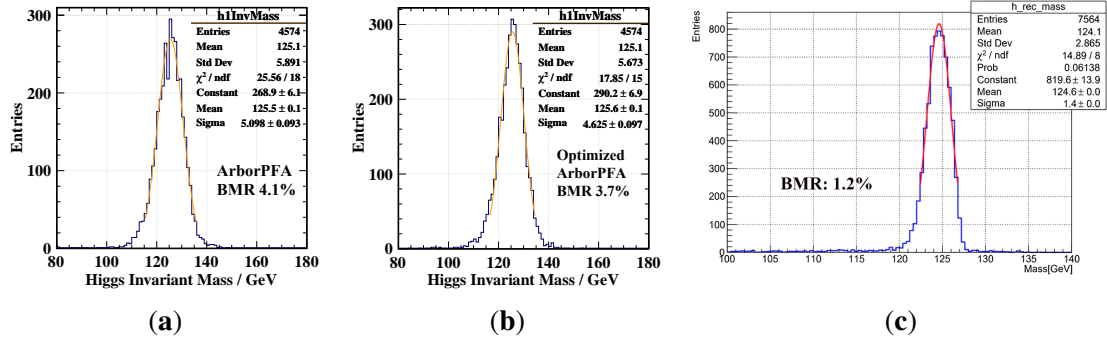 h1InvMass
Entries 4574
Mean 125.1
Std Dev 5.891
χ² / ndf 25.56 / 18
Constant 268.9 ± 6.1
Mean 125.5 ± 0.1
Sigma 5.098 ± 0.093
ArborPFA
BMR 4.1%
Entries
300
200
100
0
80 100 120 140 160 180
Higgs Invariant Mass / GeV
(a)
h1InvMass
Entries 4574
Mean 125.1
Std Dev 5.673
χ² / ndf 17.85 / 15
Constant 290.2 ± 6.9
Mean 125.6 ± 0.1
Sigma 4.625 ± 0.097
Optimized
ArborPFA
BMR 3.7%
Entries
300
200
100
0
80 100 120 140 160 180
Higgs Invariant Mass / GeV
(b)
h_rec_mass
Entries 7564
Mean 124.1
Std Dev 2.865
χ² / ndf 14.89 / 8
Prob 0.06138
Constant 819.6 ± 13.9
Mean 124.6 ± 0.0
Sigma 1.4 ± 0.0
BMR: 1.2%
Entries
800
700
600
500
400
300
200
100
0
100 105 110 115 120 125 130 135 140
Mass[GeV]
(c)